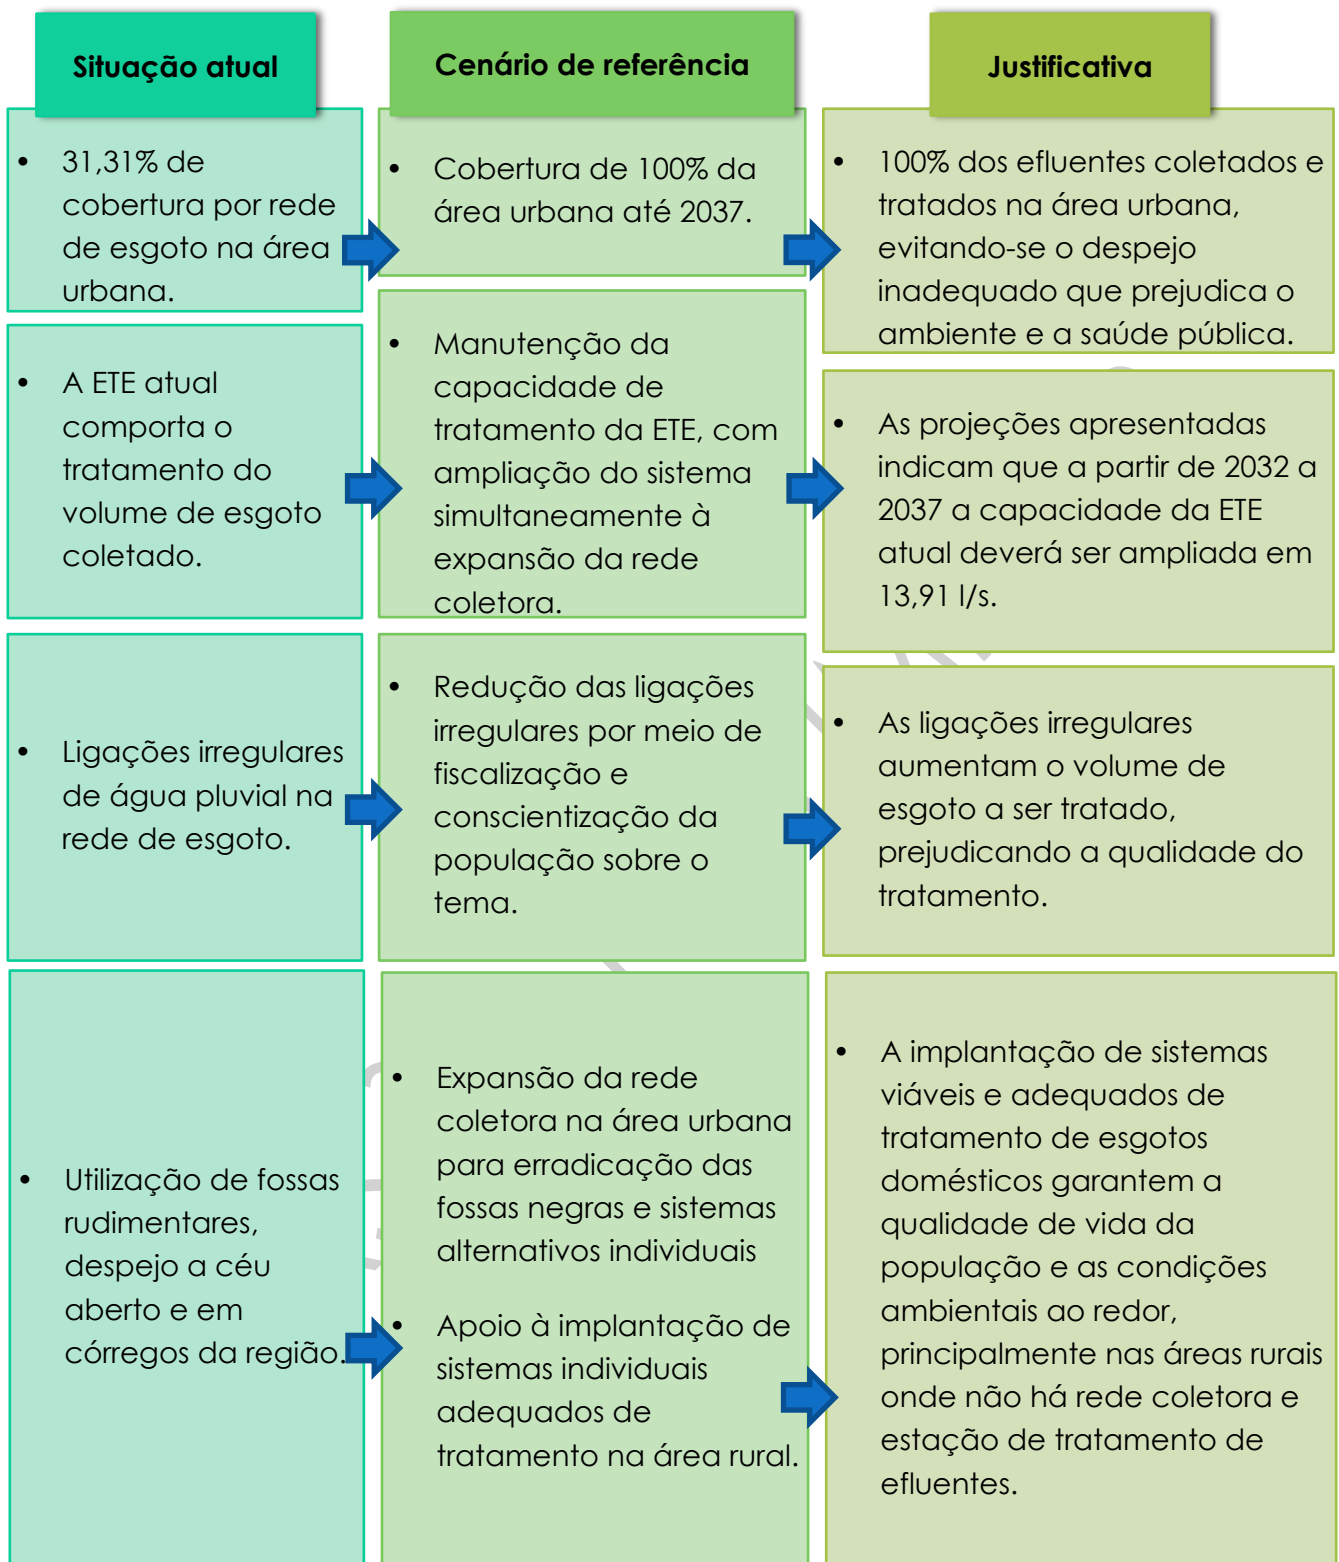 Situação atual
Cenário de referência
Justificativa
• 31,31% de
cobertura por rede
de esgoto na área
urbana.
• Cobertura de 100% da
área urbana até 2037.
• 100% dos efluentes coletados e
tratados na área urbana,
evitando-se o despejo
inadequado que prejudica o
ambiente e a saúde pública.
• A ETE atual
comporta o
tratamento do
volume de esgoto
coletado.
• Manutenção da
capacidade de
tratamento da ETE, com
ampliação do sistema
simultaneamente à
expansão da rede
coletora.
• As projeções apresentadas
indicam que a partir de 2032 a
2037 a capacidade da ETE
atual deverá ser ampliada em
13,91 l/s.
• Ligações irregulares
de água pluvial na
rede de esgoto.
• Redução das ligações
irregulares por meio de
fiscalização e
conscientização da
população sobre o
tema.
• As ligações irregulares
aumentam o volume de
esgoto a ser tratado,
prejudicando a qualidade do
tratamento.
• Utilização de fossas
rudimentares,
despejo a céu
aberto e em
córregos da região.
• Expansão da rede
coletora na área urbana
para erradicação das
fossas negras e sistemas
alternativos individuais
• Apoio à implantação de
sistemas individuais
adequados de
tratamento na área rural.
• A implantação de sistemas
viáveis e adequados de
tratamento de esgotos
domésticos garantem a
qualidade de vida da
população e as condições
ambientais ao redor,
principalmente nas áreas rurais
onde não há rede coletora e
estação de tratamento de
efluentes.